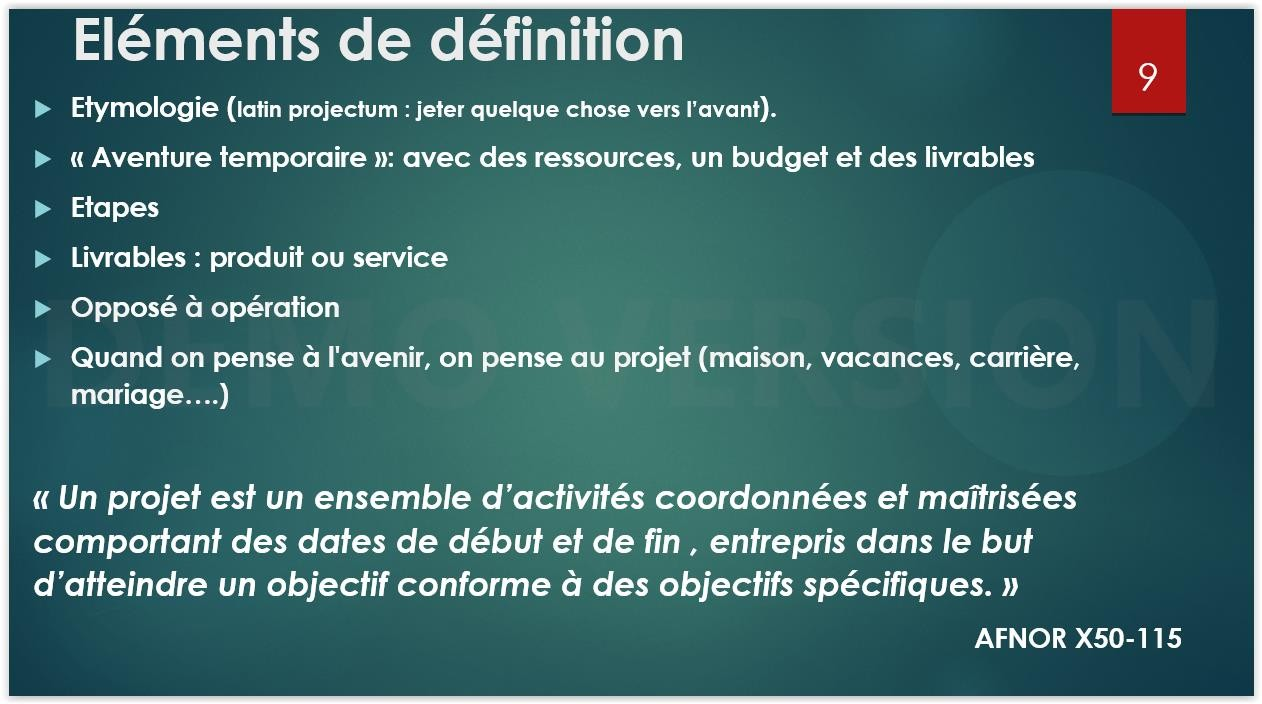 Eléments de définition
9
Etymologie (latin projectum : jeter quelque chose vers l’avant).
« Aventure temporaire »: avec des ressources, un budget et des livrables
Etapes
Livrables : produit ou service
Opposé à opération
Quand on pense à l'avenir, on pense au projet (maison, vacances, carrière,
mariage….)
DEMO VERSION
« Un projet est un ensemble d’activités coordonnées et maîtrisées
comportant des dates de début et de fin , entrepris dans le but
d’atteindre un objectif conforme à des objectifs spécifiques. »
AFNOR X50-115